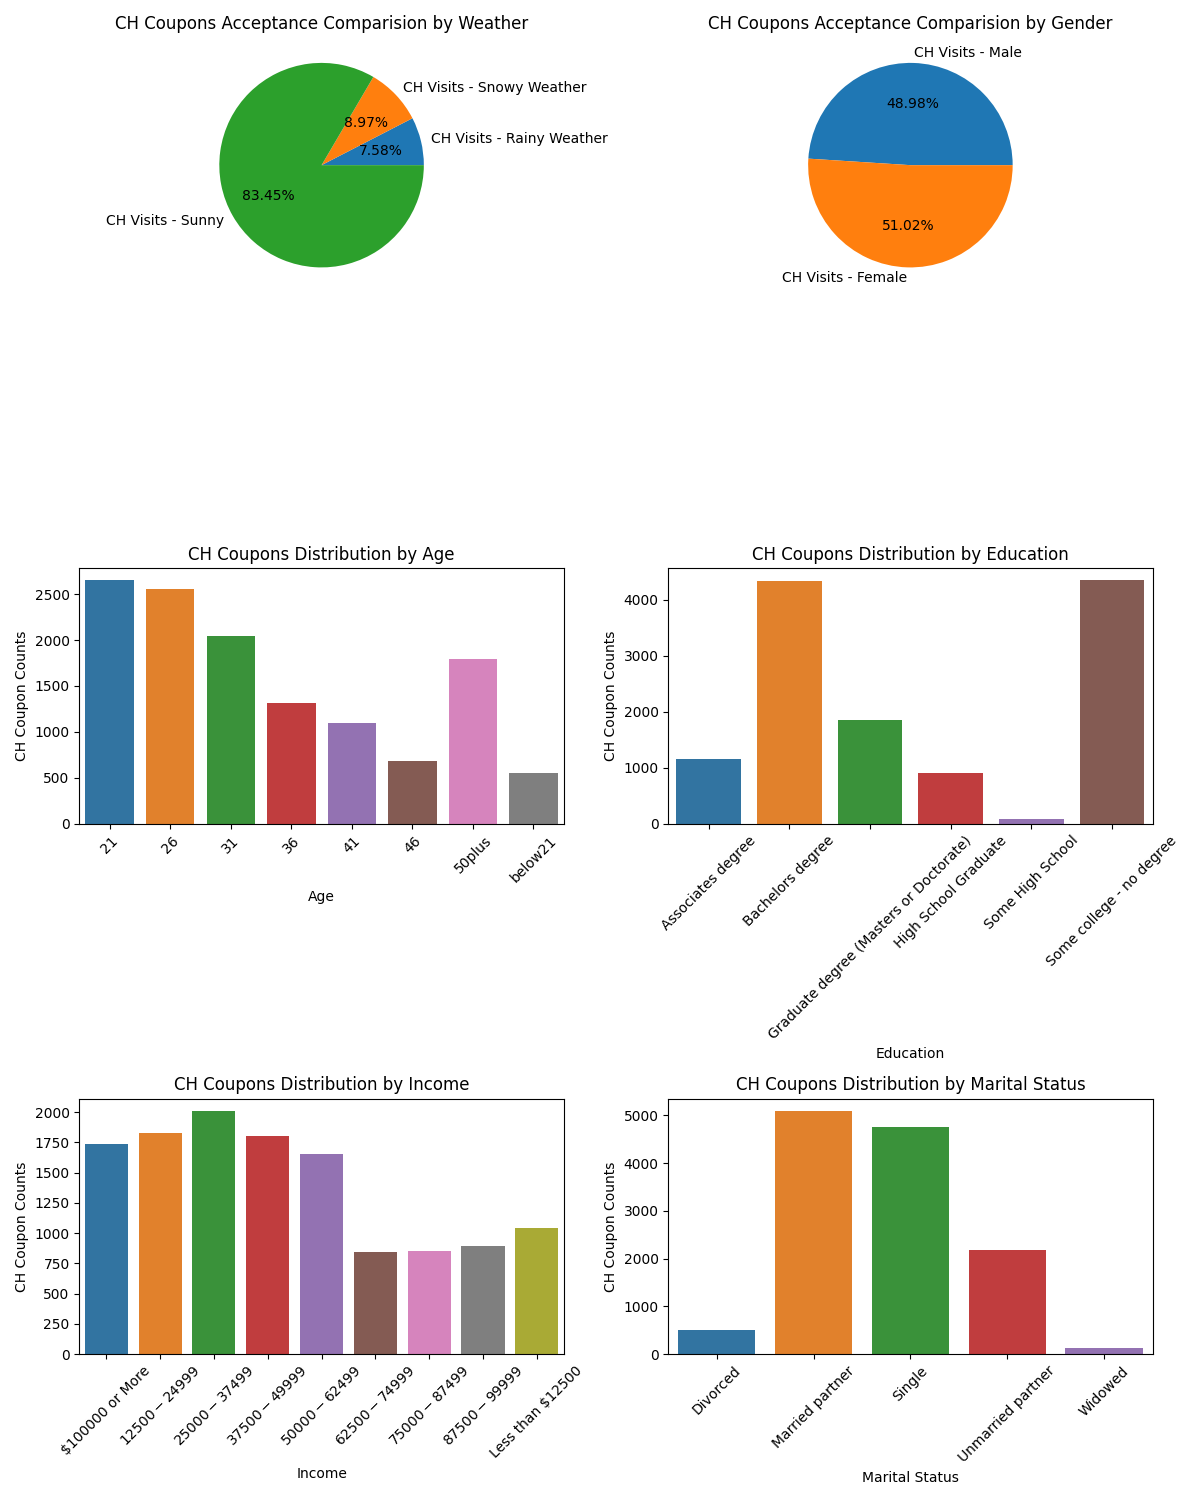 CH Coupons Acceptance Comparision by Weather
CH Visits - Snowy Weather
8.97%
CH Visits - Rainy Weather
7.58%
83.45%
CH Visits - Sunny
CH Coupons Acceptance Comparision by Gender
CH Visits - Male
48.98%
51.02%
CH Visits - Female
CH Coupons Distribution by Age
CH Coupon Counts
2500
2000
1500
1000
500
0
21
26
31
36
41
46
50plus
below21
Age
CH Coupons Distribution by Education
CH Coupon Counts
4000
3000
2000
1000
0
Associates degree
Bachelors degree
Graduate degree (Masters or Doctorate)
High School Graduate
Some High School
Some college - no degree
Education
CH Coupons Distribution by Income
CH Coupon Counts
2000
1750
1500
1250
1000
750
500
250
0
$100000 or More
12500 − 24999
25000 − 37499
37500 − 49999
50000 − 62499
62500 − 74999
75000 − 87499
87500 − 99999
Less than $12500
Income
CH Coupons Distribution by Marital Status
CH Coupon Counts
5000
4000
3000
2000
1000
0
Divorced
Married partner
Single
Unmarried partner
Widowed
Marital Status